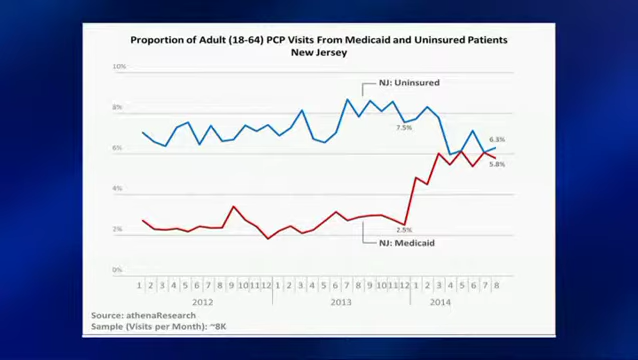 Proportion of Adult (18-64) PCP Visits From Medicaid and Uninsured Patients
New Jersey
10%
NJ: Uninsured
8%
7.5%
6.3%
6%
5.8%
4%
2.5%
2%
NJ: Medicaid
0%
1 2 3 4 5 6 7 8 9 10 11 12 1 2 3 4 5 6 7 8 9 10 11 12 1 2 3 4 5 6 7 8
2012 2013 2014
Source: athenaResearch
Sample (Visits per Month): ~8K